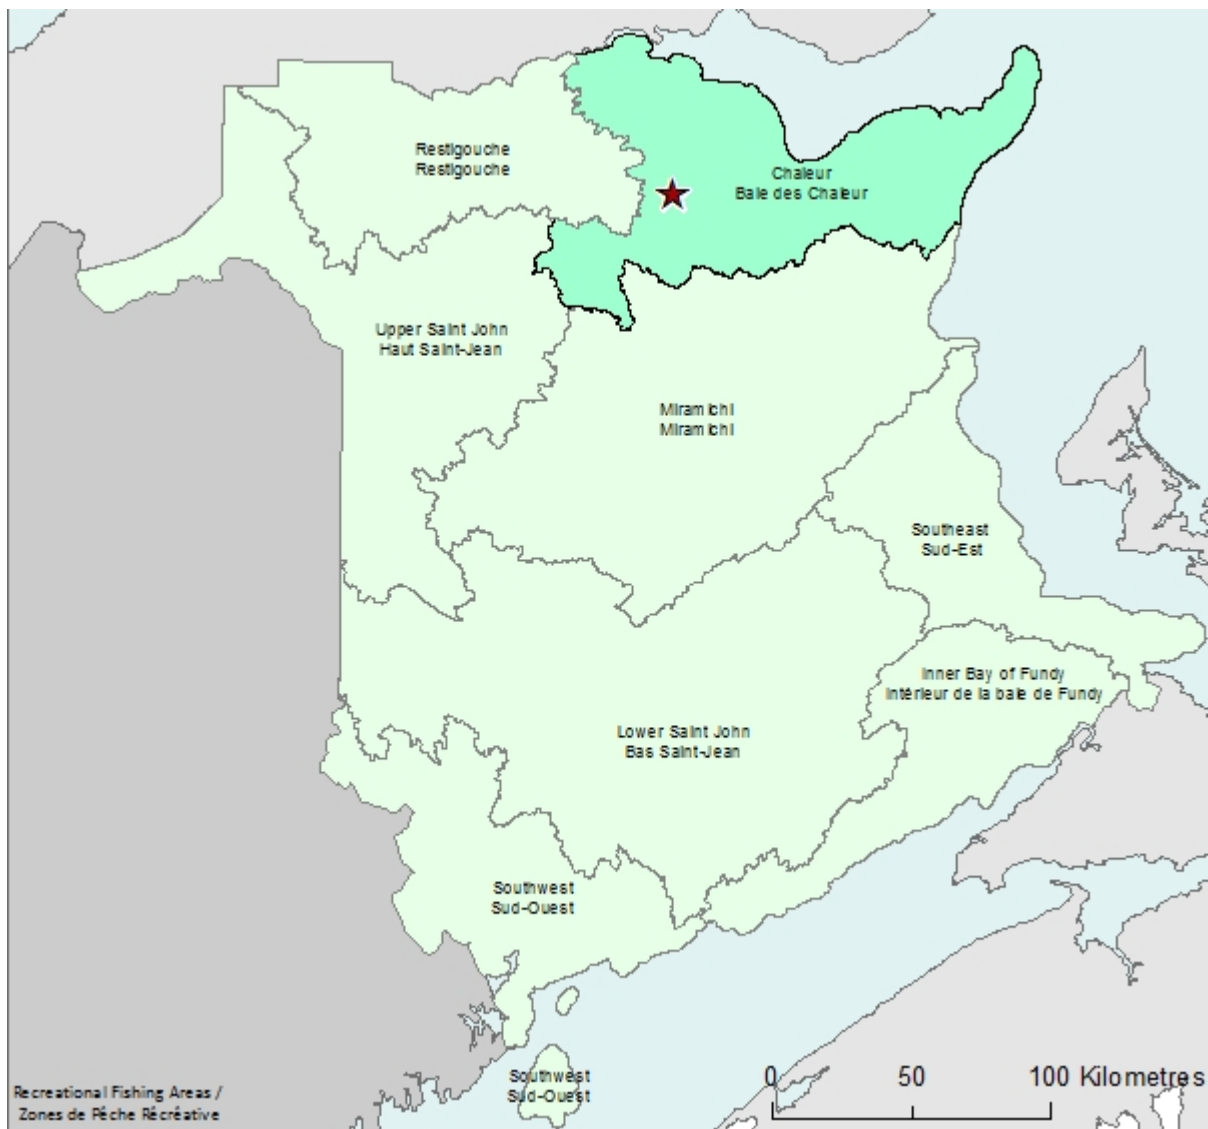 Restigouche
Restigouche
Chaleur
Baie des Chaleur
Upper Saint John
Haut Saint-Jean
Miramichi
Miramichi
Southeast
Sud-Est
Inner Bay of Fundy
Intérieur de la baie de Fundy
Lower Saint John
Bas Saint-Jean
Southwest
Sud-Ouest
Southwest
Sud-Ouest
0 50 100 Kilometres
Recreational Fishing Areas /
Zones de Pêche Récréative